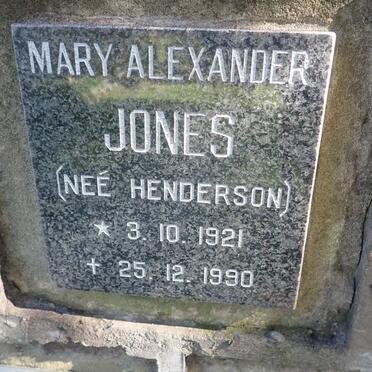 MARY ALEXANDER
JONES
(NEÉ HENDERSON)
* 3. 10. 1921
+ 25. 12. 1990